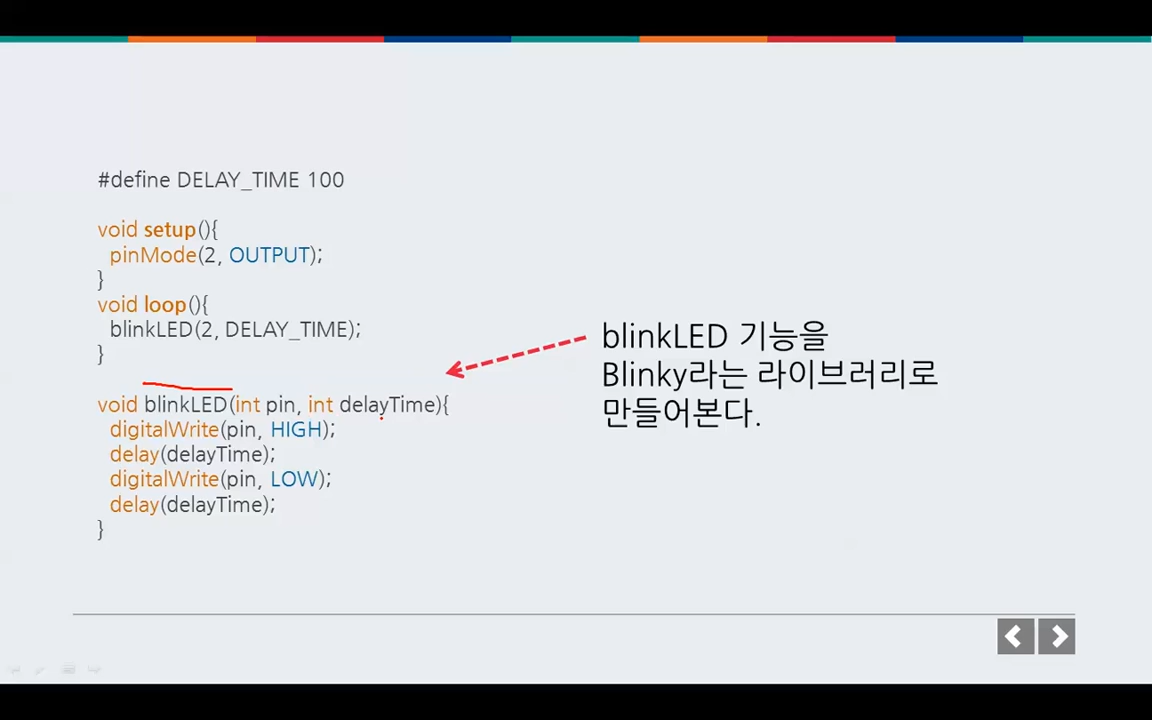 #define DELAY_TIME 100
void setup(){
pinMode(2, OUTPUT);
}
void loop(){
blinkLED(2, DELAY_TIME);
}
void blinkLED(int pin, int delayTime){
digitalWrite(pin, HIGH);
delay(delayTime);
digitalWrite(pin, LOW);
delay(delayTime);
}
blinkLED 기능을
Blinky라는 라이브러리로
만들어본다.